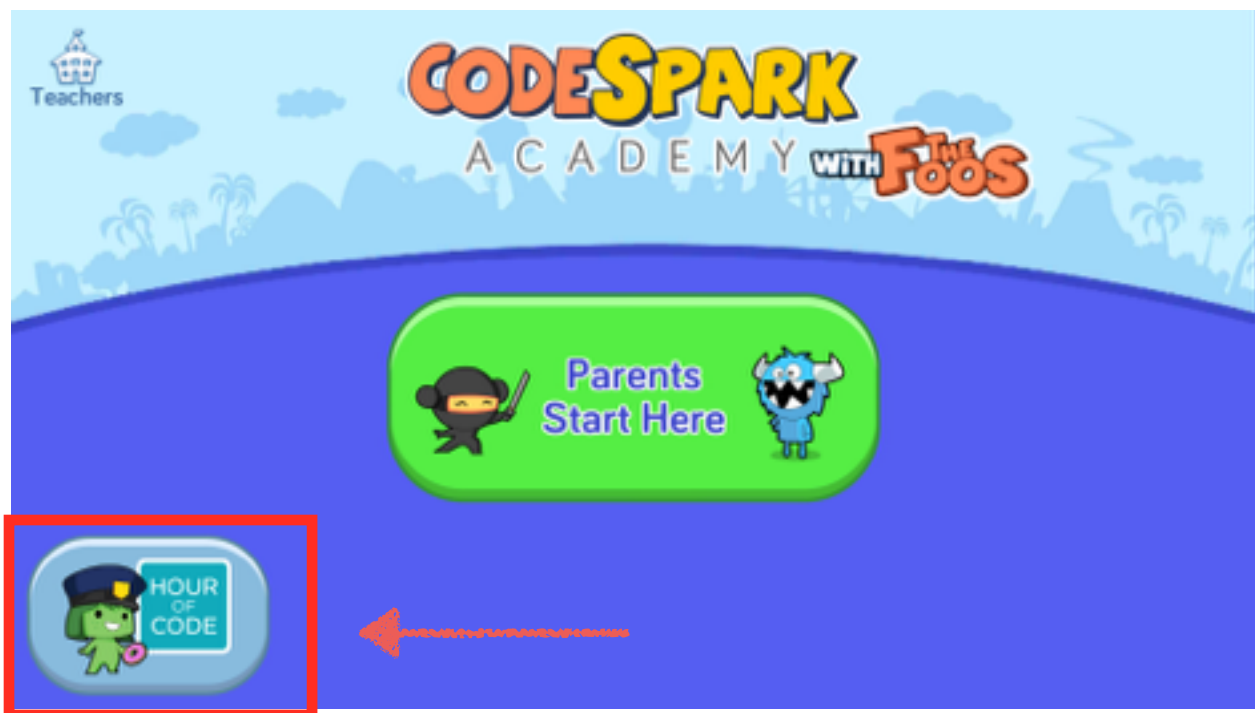 Teachers
CODESPARK
ACADEMY WITH THE FOOS
Parents
Start Here
HOUR
OF
CODE